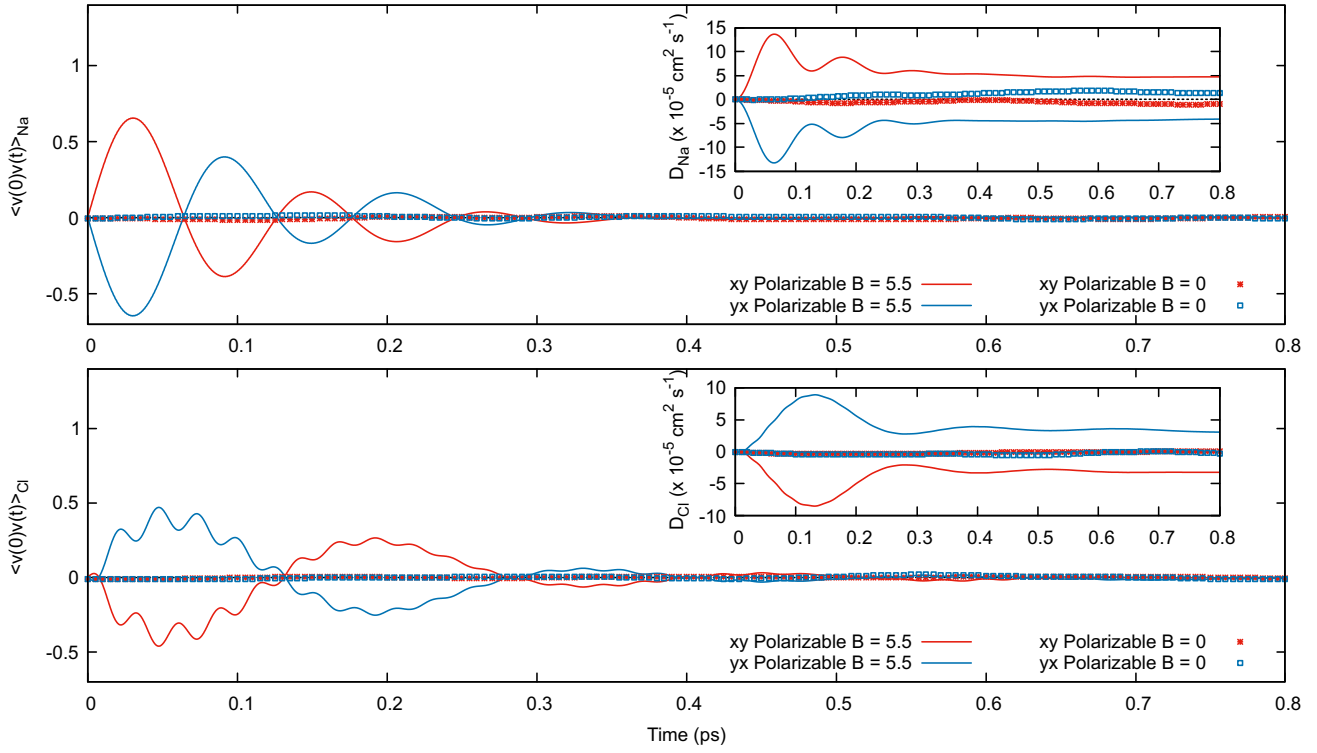 <v(0)v(t)>Na
1
0.5
0
-0.5
0 0.1 0.2 0.3 0.4 0.5 0.6 0.7 0.8
xy Polarizable B = 5.5
yx Polarizable B = 5.5
xy Polarizable B = 0
yx Polarizable B = 0
DNa (x 10-5 cm2 s-1)
15
10
5
0
-5
-10
-15
0 0.1 0.2 0.3 0.4 0.5 0.6 0.7 0.8
<v(0)v(t)>Cl
1
0.5
0
-0.5
0 0.1 0.2 0.3 0.4 0.5 0.6 0.7 0.8
xy Polarizable B = 5.5
yx Polarizable B = 5.5
xy Polarizable B = 0
yx Polarizable B = 0
DCl (x 10-5 cm2 s-1)
10
5
0
-5
-10
0 0.1 0.2 0.3 0.4 0.5 0.6 0.7 0.8
Time (ps)